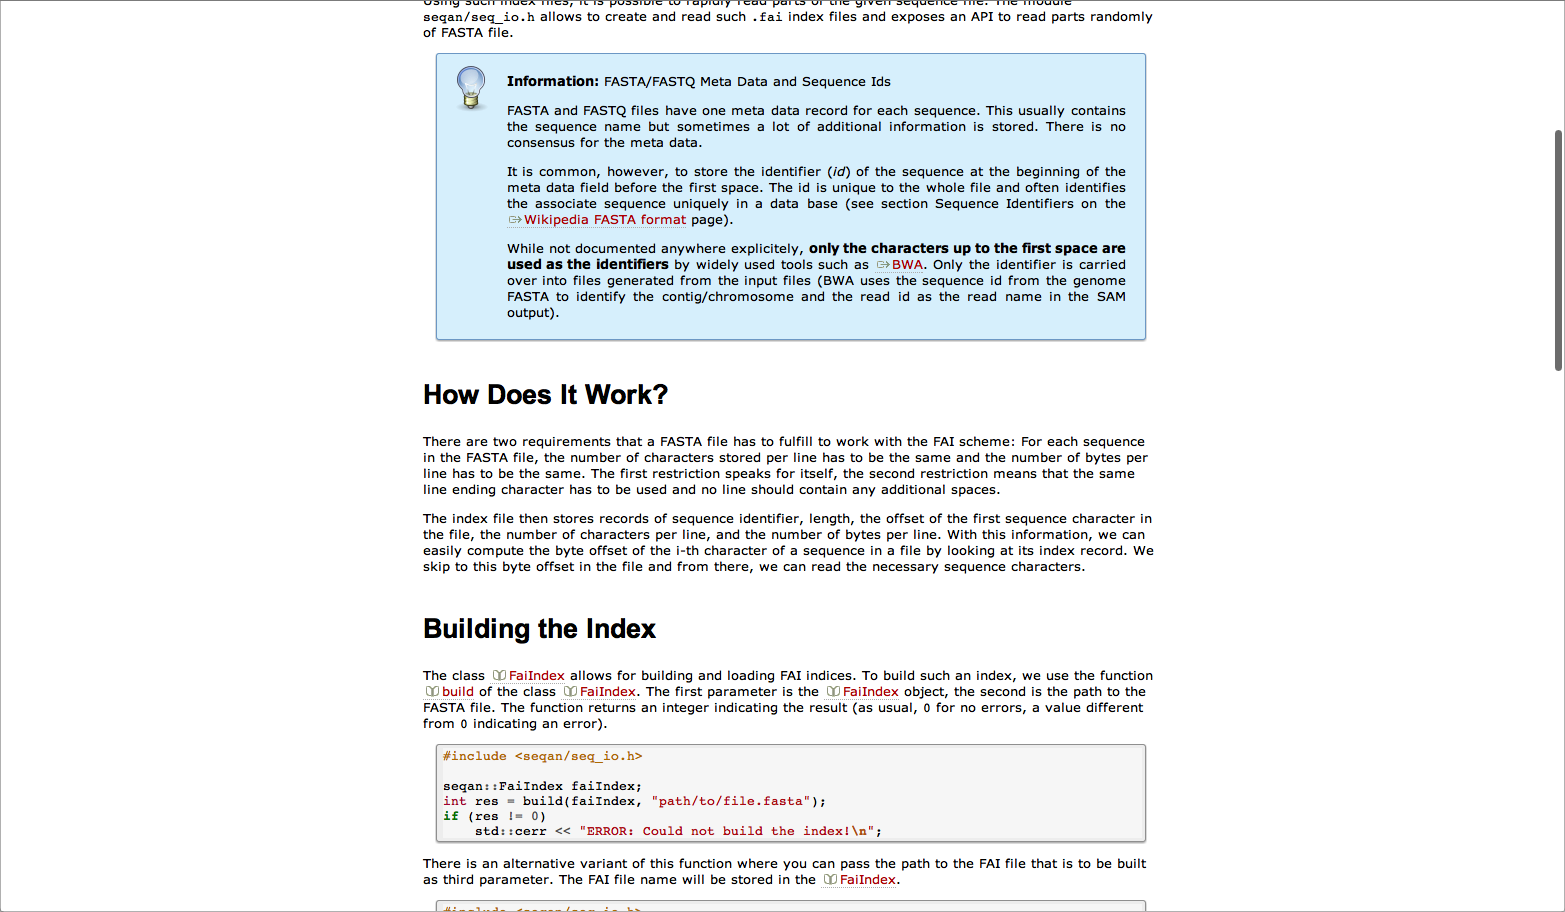 Using such index files, it is possible to rapidly read parts of the given sequence file. The module
seqan/seq_io.h allows to create and read such .fai index files and exposes an API to read parts randomly
of FASTA file.
Information: FASTA/FASTQ Meta Data and Sequence Ids
FASTA and FASTQ files have one meta data record for each sequence. This usually contains
the sequence name but sometimes a lot of additional information is stored. There is no
consensus for the meta data.
It is common, however, to store the identifier (id) of the sequence at the beginning of the
meta data field before the first space. The id is unique to the whole file and often identifies
the associate sequence uniquely in a data base (see section Sequence Identifiers on the
Wikipedia FASTA format page).
While not documented anywhere explicitely, only the characters up to the first space are
used as the identifiers by widely used tools such as BWA. Only the identifier is carried
over into files generated from the input files (BWA uses the sequence id from the genome
FASTA to identify the contig/chromosome and the read id as the read name in the SAM
output).
How Does It Work?
There are two requirements that a FASTA file has to fulfill to work with the FAI scheme: For each sequence
in the FASTA file, the number of characters stored per line has to be the same and the number of bytes per
line has to be the same. The first restriction speaks for itself, the second restriction means that the same
line ending character has to be used and no line should contain any additional spaces.
The index file then stores records of sequence identifier, length, the offset of the first sequence character in
the file, the number of characters per line, and the number of bytes per line. With this information, we can
easily compute the byte offset of the i-th character of a sequence in a file by looking at its index record. We
skip to this byte offset in the file and from there, we can read the necessary sequence characters.
Building the Index
The class FaiIndex allows for building and loading FAI indices. To build such an index, we use the function
build of the class FaiIndex. The first parameter is the FaiIndex object, the second is the path to the
FASTA file. The function returns an integer indicating the result (as usual, 0 for no errors, a value different
from 0 indicating an error).
#include <seqan/seq_io.h>
seqan::FaiIndex faiIndex;
int res = build(faiIndex, "path/to/file.fasta");
if (res != 0)
std::cerr << "ERROR: Could not build the index!\n";
There is an alternative variant of this function where you can pass the path to the FAI file that is to be built
as third parameter. The FAI file name will be stored in the FaiIndex.
#include <seqan/seq_io.h>